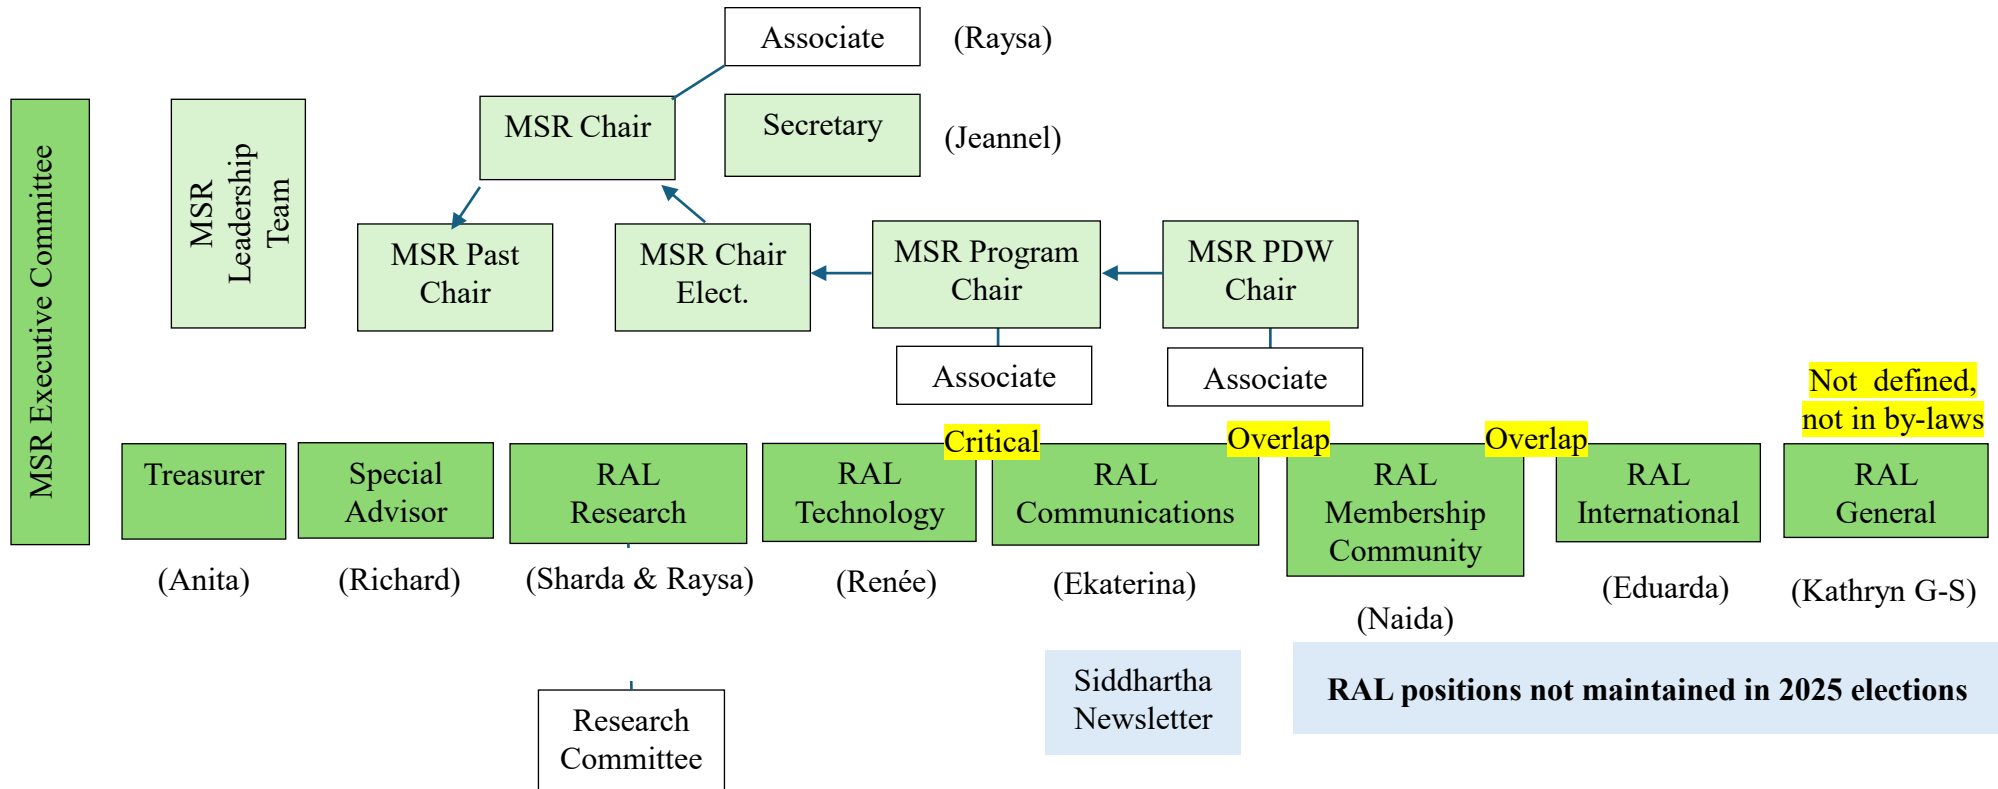 Associate
(Raysa)
MSR Executive Committee
MSR
Leadership
Team
MSR Chair
Secretary
(Jeannel)
MSR Past
Chair
MSR Chair
Elect.
MSR Program
Chair
MSR PDW
Chair
Associate
Associate
Not defined,
not in by-laws
Critical
Overlap
Overlap
Treasurer
(Anita)
Special
Advisor
(Richard)
RAL
Research
(Sharda & Raysa)
RAL
Technology
(Renée)
RAL
Communications
(Ekaterina)
RAL
Membership
Community
(Naida)
RAL
International
(Eduarda)
RAL
General
(Kathryn G-S)
Siddhartha
Newsletter
RAL positions not maintained in 2025 elections
Research
Committee